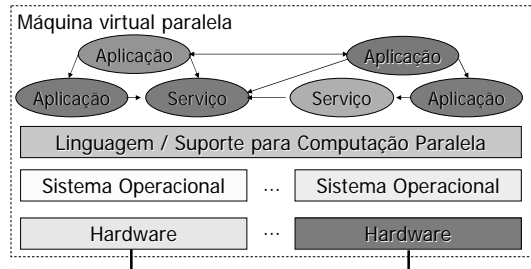 Máquina virtual paralela
Aplicação
Aplicação
Aplicação
Serviço
Serviço
Aplicação
Linguagem / Suporte para Computação Paralela
Sistema Operacional ... Sistema Operacional
Hardware ... Hardware